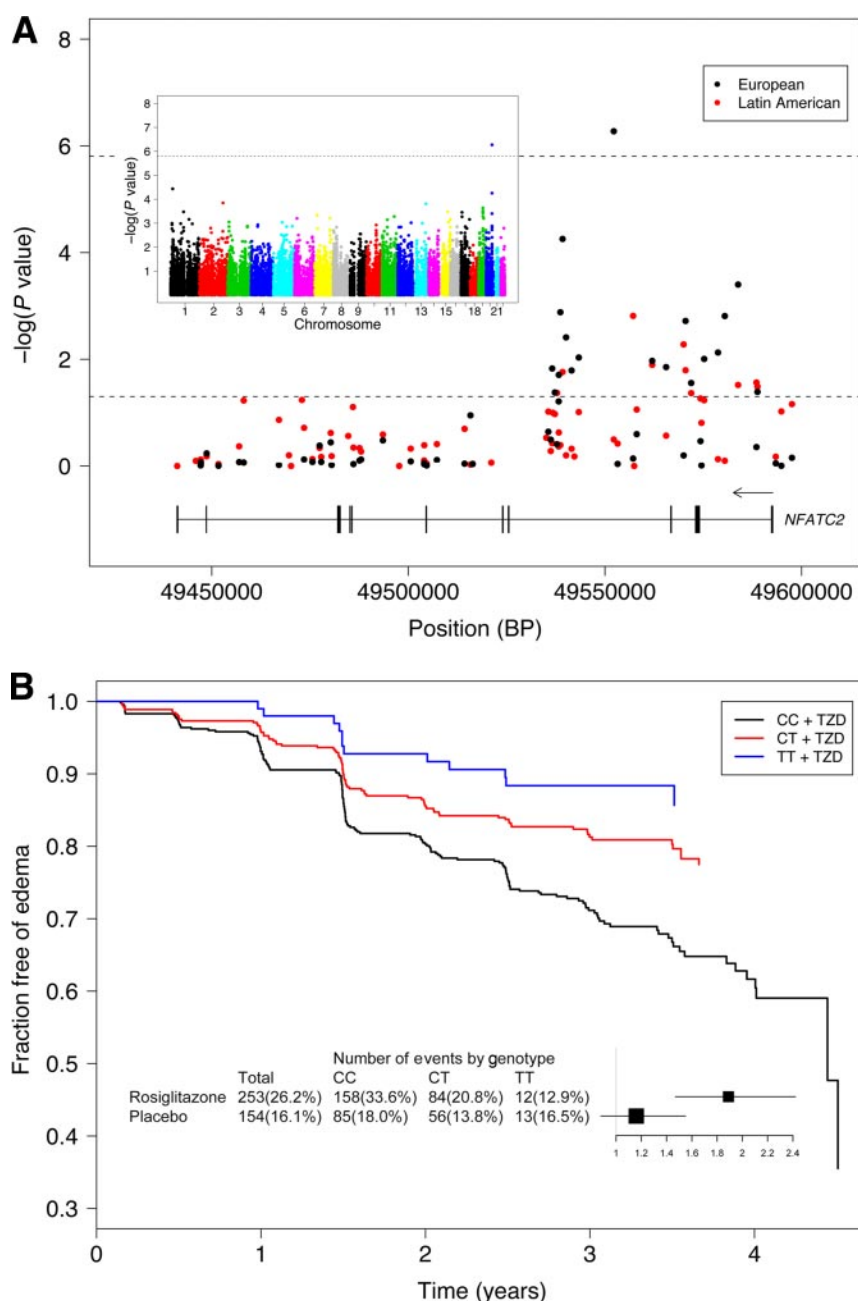 A
8
6
4
2
0
−log(P value)
European
Latin American
8
7
6
5
4
3
2
1
−log(P value)
1 2 3 4 5 6 7 8 9 11 13 15 18 21
Chromosome
NFATC2
49450000 49500000 49550000 49600000
Position (BP)
B
1.0
0.9
0.8
0.7
0.6
0.5
0.4
0.3
Fraction free of edema
CC + TZD
CT + TZD
TT + TZD
Number of events by genotype
Total CC CT TT
Rosiglitazone 253(26.2%) 158(33.6%) 84(20.8%) 12(12.9%)
Placebo 154(16.1%) 85(18.0%) 56(13.8%) 13(16.5%)
1 1.2 1.4 1.6 1.8 2 2.2 2.4
0 1 2 3 4
Time (years)